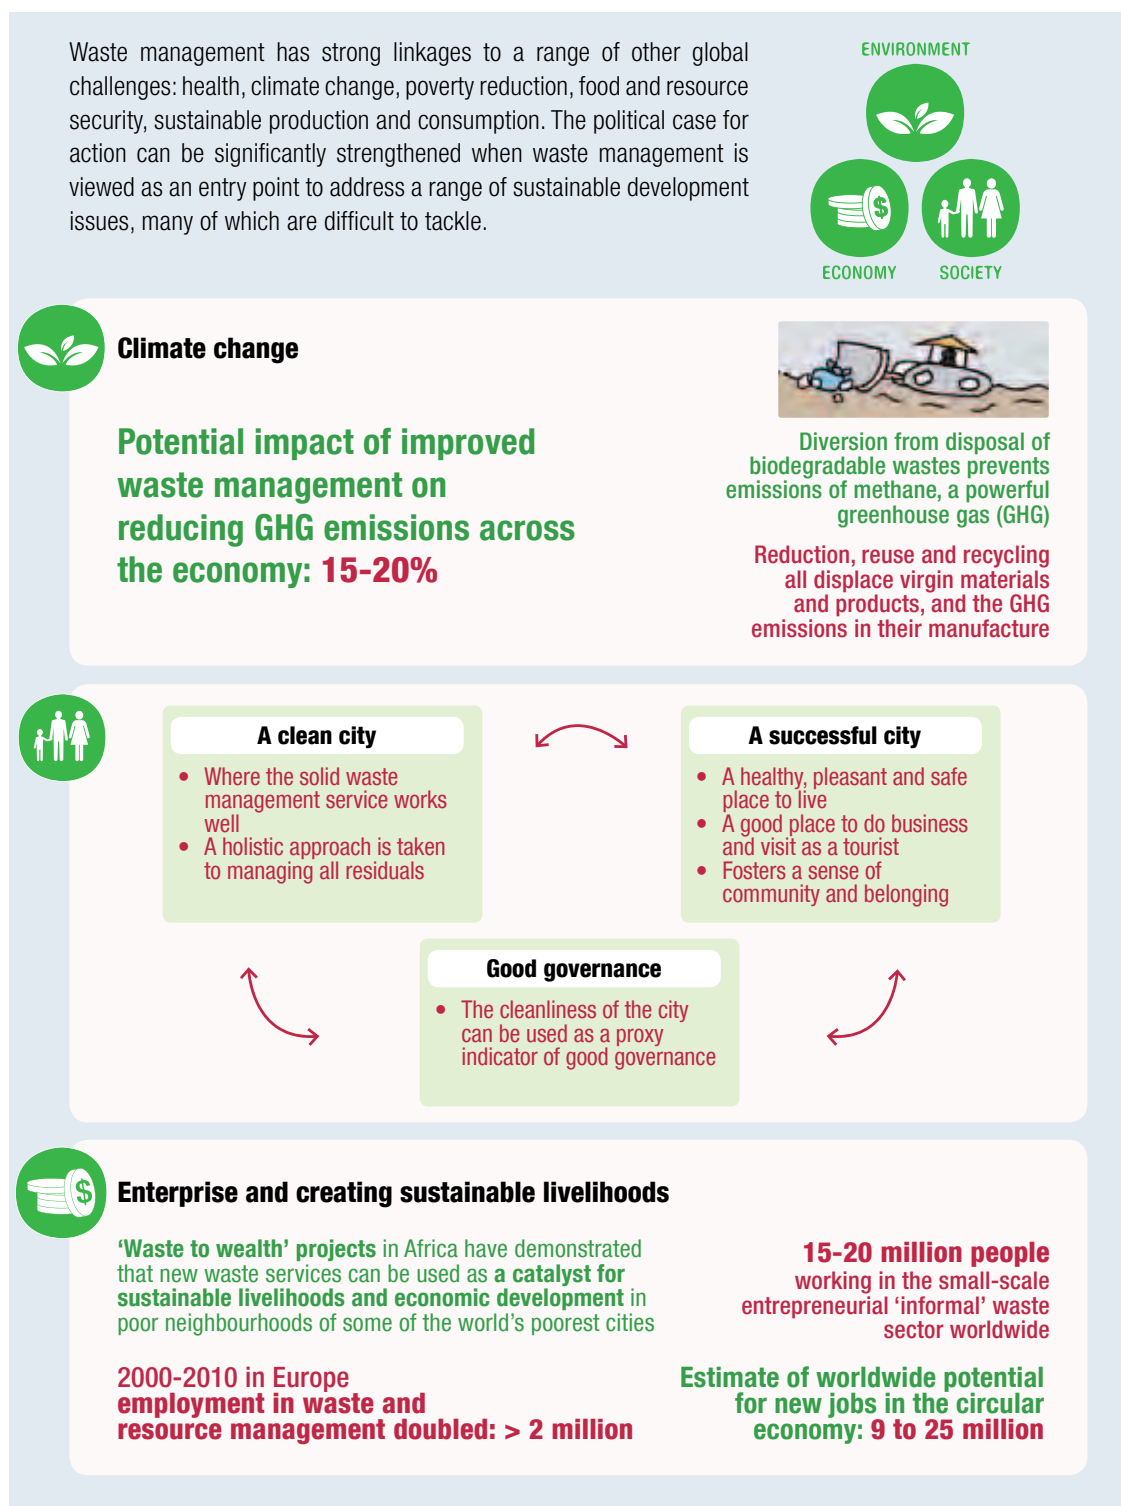 Waste management has strong linkages to a range of other global
challenges: health, climate change, poverty reduction, food and resource
security, sustainable production and consumption. The political case for
action can be significantly strengthened when waste management is
viewed as an entry point to address a range of sustainable development
issues, many of which are difficult to tackle.
ENVIRONMENT
$
ECONOMY
SOCIETY
Climate change
Potential impact of improved
waste management on
reducing GHG emissions across
the economy: 15-20%
Diversion from disposal of
biodegradable wastes prevents
emissions of methane, a powerful
greenhouse gas (GHG)
Reduction, reuse and recycling
all displace virgin materials
and products, and the GHG
emissions in their manufacture
A clean city
• Where the solid waste
management service works
well
• A holistic approach is taken
to managing all residuals
A successful city
• A healthy, pleasant and safe
place to live
• A good place to do business
and visit as a tourist
• Fosters a sense of
community and belonging
Good governance
• The cleanliness of the city
can be used as a proxy
indicator of good governance
$
Enterprise and creating sustainable livelihoods
‘Waste to wealth’ projects in Africa have demonstrated
that new waste services can be used as a catalyst for
sustainable livelihoods and economic development in
poor neighbourhoods of some of the world’s poorest cities
15-20 million people
working in the small-scale
entrepreneurial ‘informal’ waste
sector worldwide
2000-2010 in Europe
employment in waste and
resource management doubled: > 2 million
Estimate of worldwide potential
for new jobs in the circular
economy: 9 to 25 million